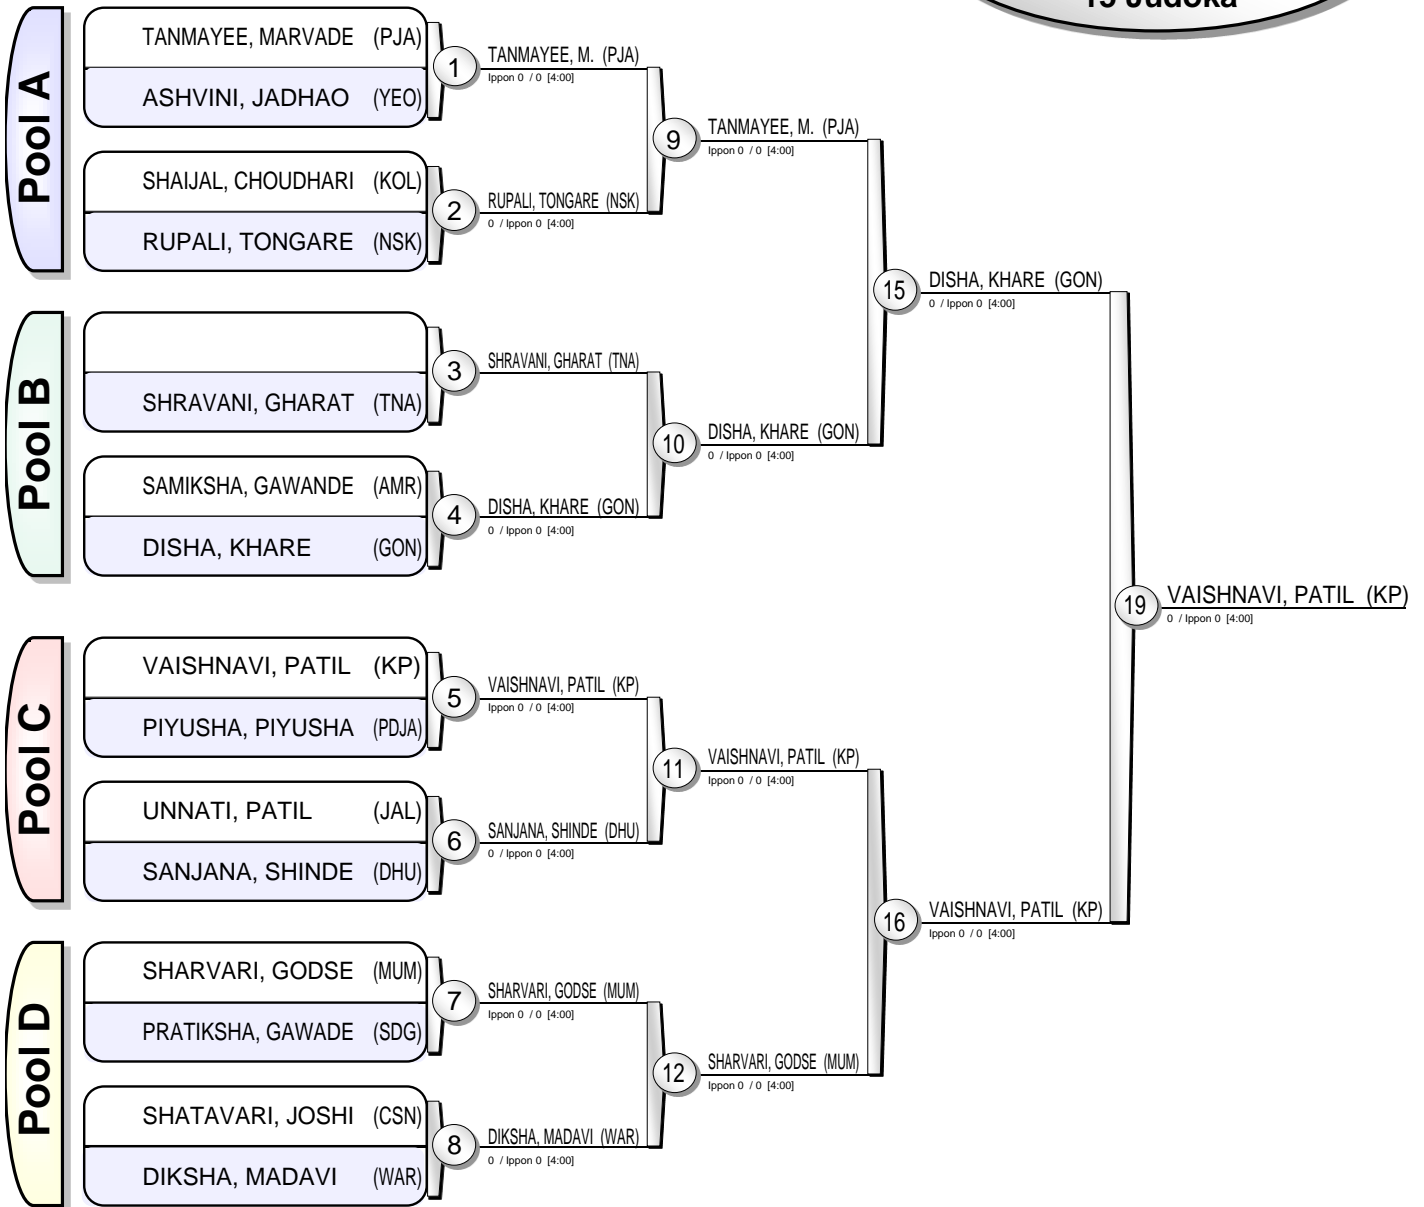 15 Judoka
Pool A
TANMAYEE, MARVADE (PJA)
ASHVINI, JADHAO (YEO)
SHAIJAL, CHOUDHARI (KOL)
RUPALI, TONGARE (NSK)
1
TANMAYEE, M. (PJA)
Ippon 0 / 0 [4:00]
2
RUPALI, TONGARE (NSK)
0 / Ippon 0 [4:00]
9
TANMAYEE, M. (PJA)
Ippon 0 / 0 [4:00]
Pool B
SHRAVANI, GHARAT (TNA)
SAMIKSHA, GAWANDE (AMR)
DISHA, KHARE (GON)
3
SHRAVANI, GHARAT (TNA)
4
DISHA, KHARE (GON)
0 / Ippon 0 [4:00]
10
DISHA, KHARE (GON)
0 / Ippon 0 [4:00]
15
DISHA, KHARE (GON)
0 / Ippon 0 [4:00]
Pool C
VAISHNAVI, PATIL (KP)
PIYUSHA, PIYUSHA (PDJA)
UNNATI, PATIL (JAL)
SANJANA, SHINDE (DHU)
5
VAISHNAVI, PATIL (KP)
Ippon 0 / 0 [4:00]
6
SANJANA, SHINDE (DHU)
0 / Ippon 0 [4:00]
11
VAISHNAVI, PATIL (KP)
Ippon 0 / 0 [4:00]
Pool D
SHARVARI, GODSE (MUM)
PRATIKSHA, GAWADE (SDG)
SHATAVARI, JOSHI (CSN)
DIKSHA, MADAVI (WAR)
7
SHARVARI, GODSE (MUM)
Ippon 0 / 0 [4:00]
8
DIKSHA, MADAVI (WAR)
0 / Ippon 0 [4:00]
12
SHARVARI, GODSE (MUM)
Ippon 0 / 0 [4:00]
16
VAISHNAVI, PATIL (KP)
Ippon 0 / 0 [4:00]
19
VAISHNAVI, PATIL (KP)
0 / Ippon 0 [4:00]